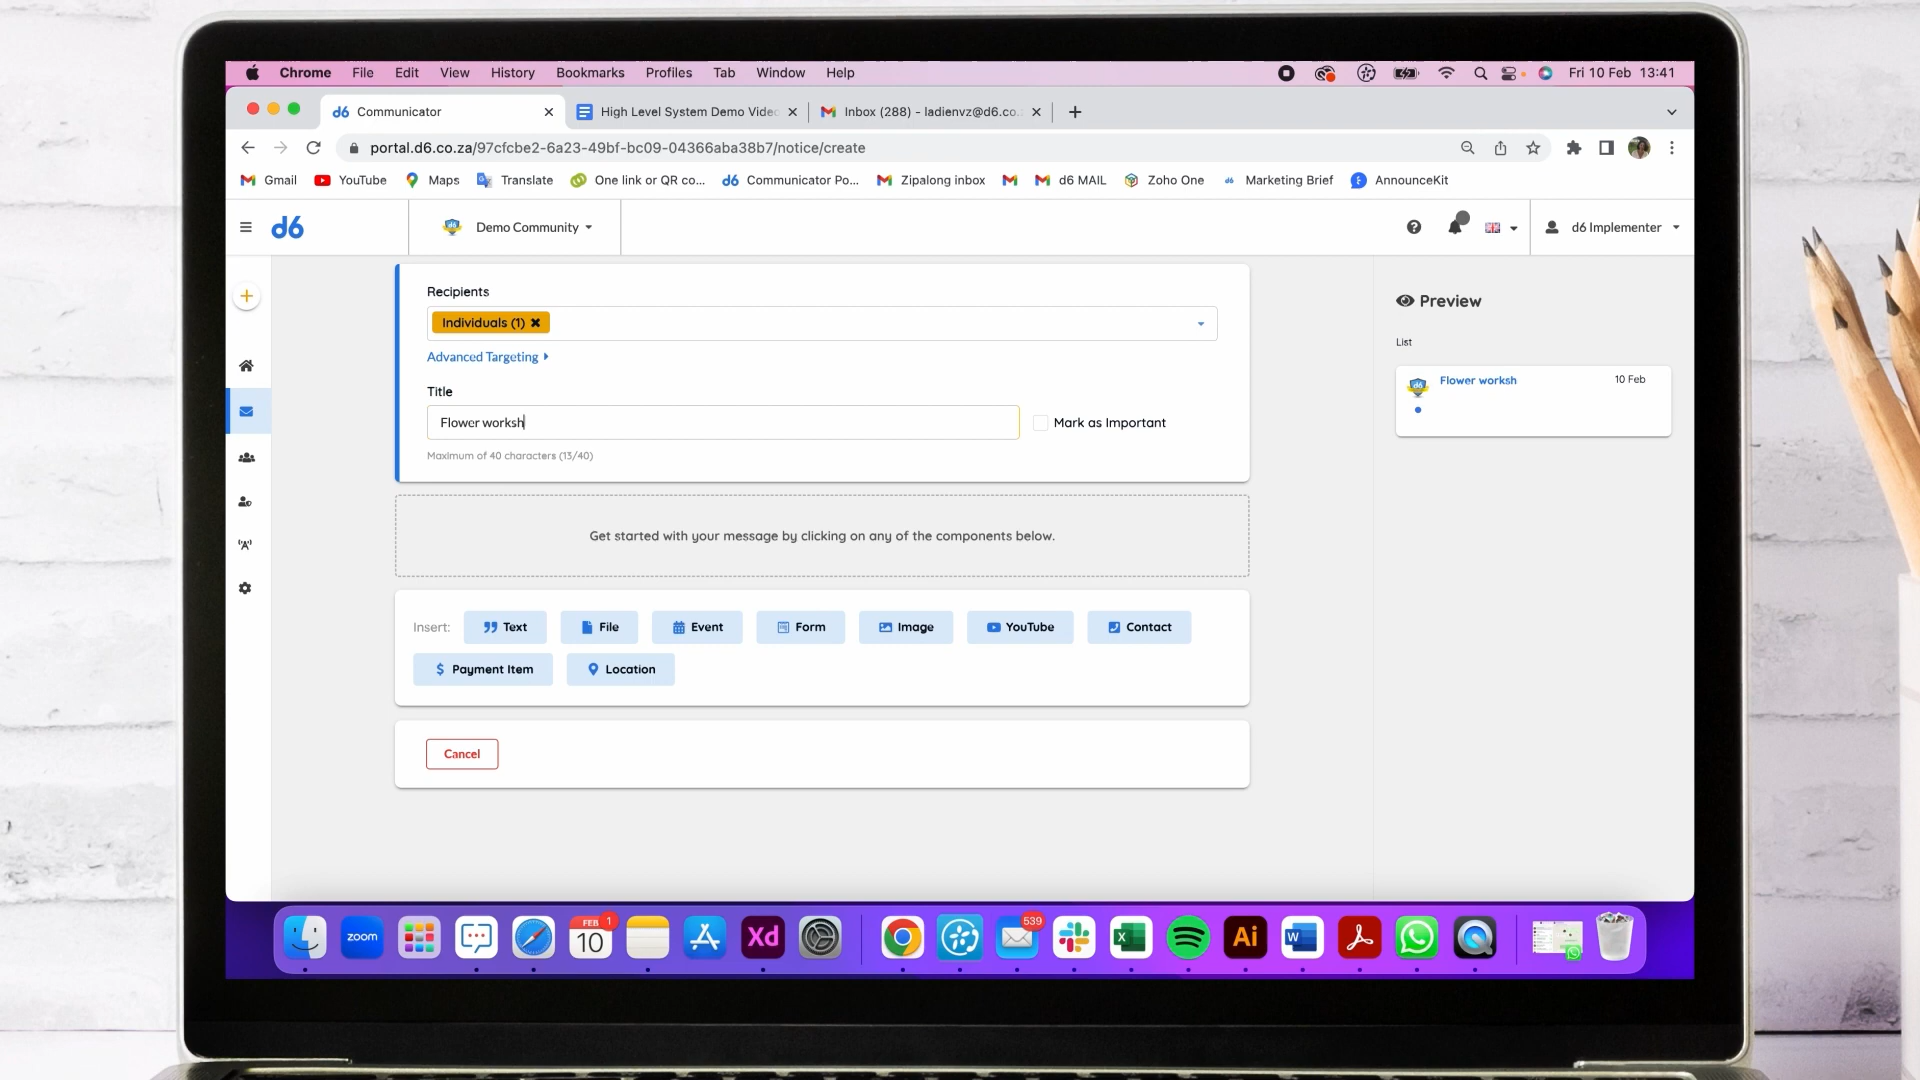 Chrome File Edit View History Bookmarks Profiles Tab Window Help Fri 10 Feb 13:41
d6 Communicator High Level System Demo Video Inbox (288) - ladienvz@d6.co.
portal.d6.co.za/97cfcbe2-6a23-49bf-bc09-04366aba38b7/notice/create
Gmail YouTube Maps Translate One link or QR co... d6 Communicator Po... Zipalong inbox d6 MAIL Zoho One d6 Marketing Brief AnnounceKit
d6 Demo Community d6 Implementer
Recipients
Individuals (1)
Advanced Targeting
Title
Flower worksh
Mark as Important
Maximum of 40 characters (13/40)
Get started with your message by clicking on any of the components below.
Insert: Text File Event Form Image YouTube Contact
Payment Item Location
Cancel
Preview
List
Flower worksh 10 Feb
zoom FEB 10 1 Xd 539 X Ai W